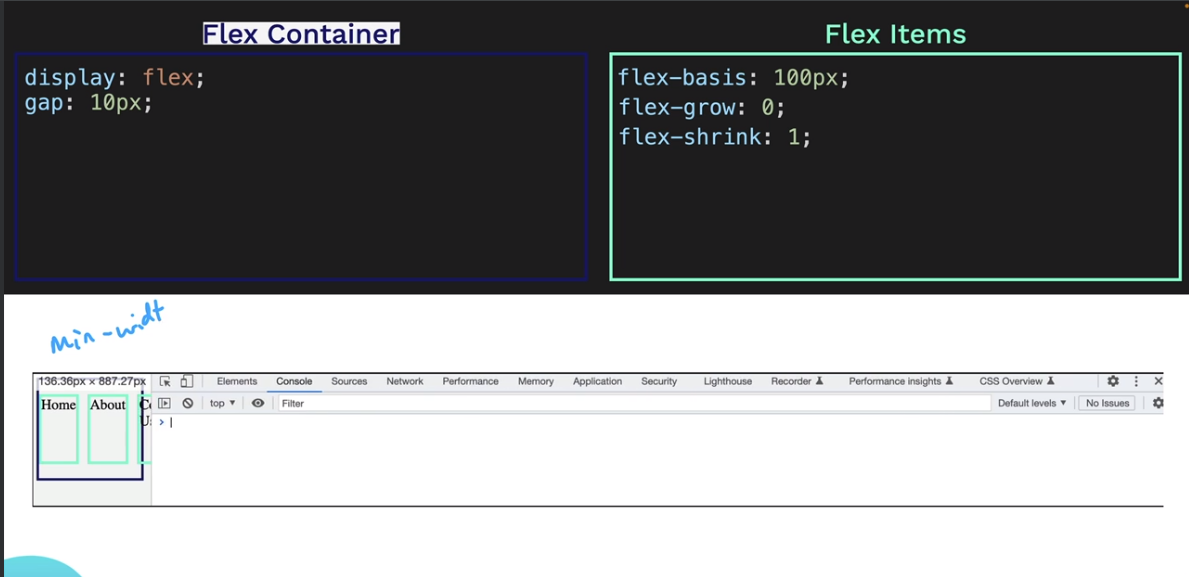 Flex Container
Flex Items
display: flex;
gap: 10px;
flex-basis: 100px;
flex-grow: 0;
flex-shrink: 1;
min-widt
136.36px × 887.27px
Elements Console Sources Network Performance Memory Application Security Lighthouse Recorder Performance insights CSS Overview
top Filter Default levels No Issues
Home About